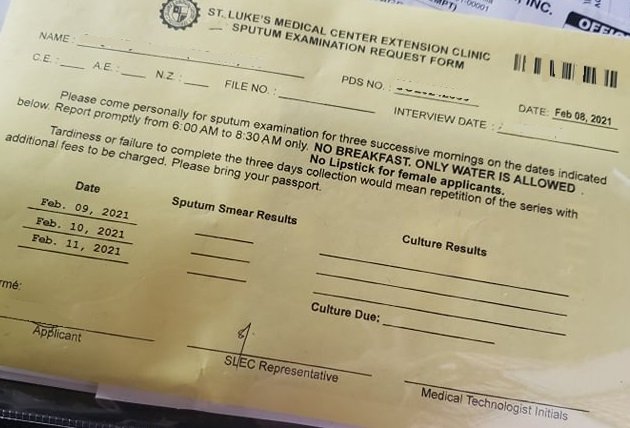 INC.
OFFIC
ST. LUKE'S MEDICAL CENTER EXTENSION CLINIC
SPUTUM EXAMINATION REQUEST FORM
NAME :
C.E. : A.E. : N.Z. : FILE NO. : PDS NO. :
INTERVIEW DATE : DATE: Feb 08, 2021
Please come personally for sputum examination for three successive mornings on the dates indicated
below. Report promptly from 6:00 AM to 8:30 AM only. NO BREAKFAST. ONLY WATER IS ALLOWED.
No Lipstick for female applicants.
Tardiness or failure to complete the three days collection would mean repetition of the series with
additional fees to be charged. Please bring your passport.
Date Sputum Smear Results Culture Results
Feb. 09, 2021
Feb. 10, 2021
Feb. 11, 2021
Culture Due:
rmé:
Applicant
SLEC Representative
Medical Technologist Initials